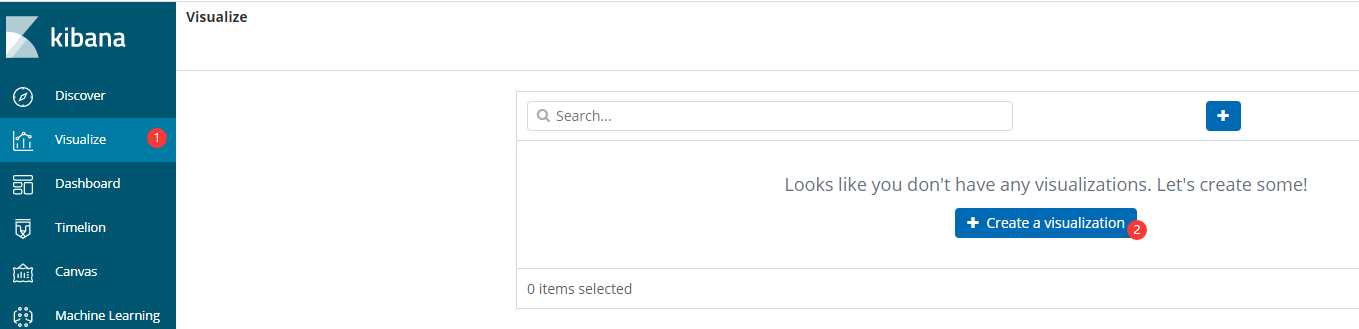 kibana
Discover
Visualize 1
Dashboard
Timelion
Canvas
Machine Learning
Visualize
Search...
Looks like you don't have any visualizations. Let's create some!
Create a visualization 2
0 items selected